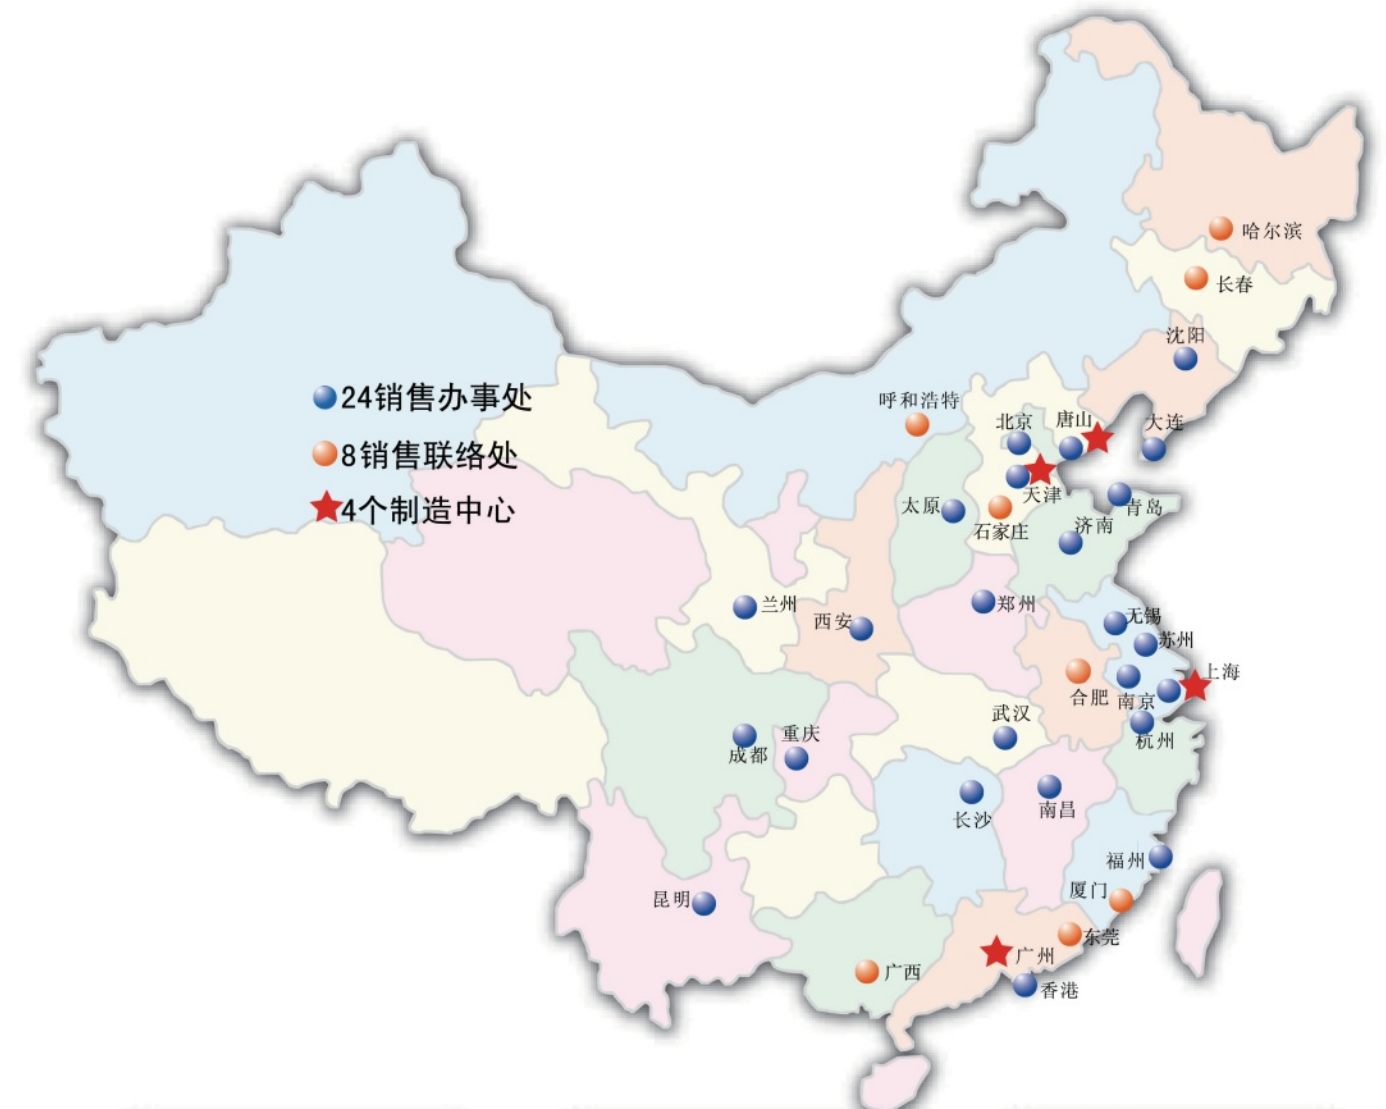 哈尔滨
长春
沈阳
24销售办事处
呼和浩特
北京
唐山
大连
8销售联络处
天津
太原
青岛
4个制造中心
石家庄
济南
兰州
郑州
西安
无锡
苏州
上海
合肥
南京
武汉
重庆
杭州
成都
长沙
南昌
福州
厦门
昆明
东莞
广州
广西
香港